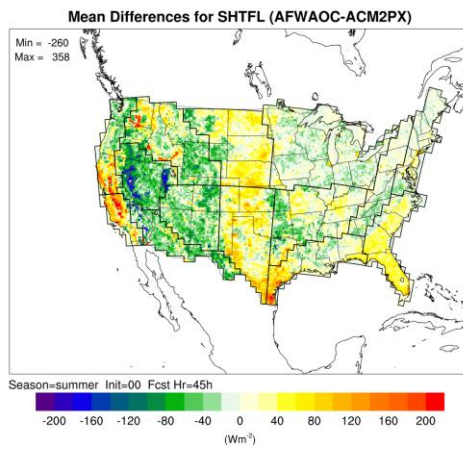 Mean Differences for SHTFL (AFWAOC-ACM2PX)
Min = -260
Max = 358
Season=summer Init=00 Fcst Hr=45h
-200 -160 -120 -80 -40 0 40 80 120 160 200
(Wm-2)